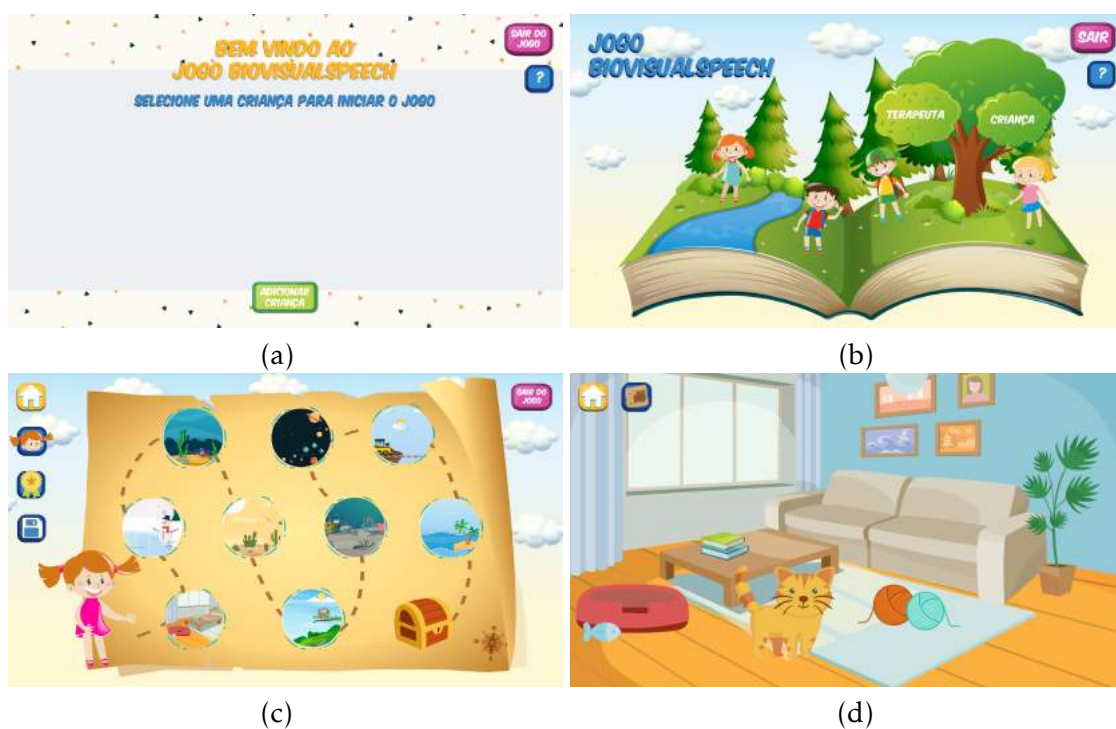 BEM VINDO AO
JOGO BIOVISUALSPEECH
SELECIONE UMA CRIANÇA PARA INICIAR O JOGO
SAIR DO
JOGO
?
ADICIONAR
CRIANÇA
(a)
JOGO
BIOVISUALSPEECH
SAIR
?
TERAPEUTA
CRIANÇA
(b)
SAIR DO
JOGO
(c)
(d)